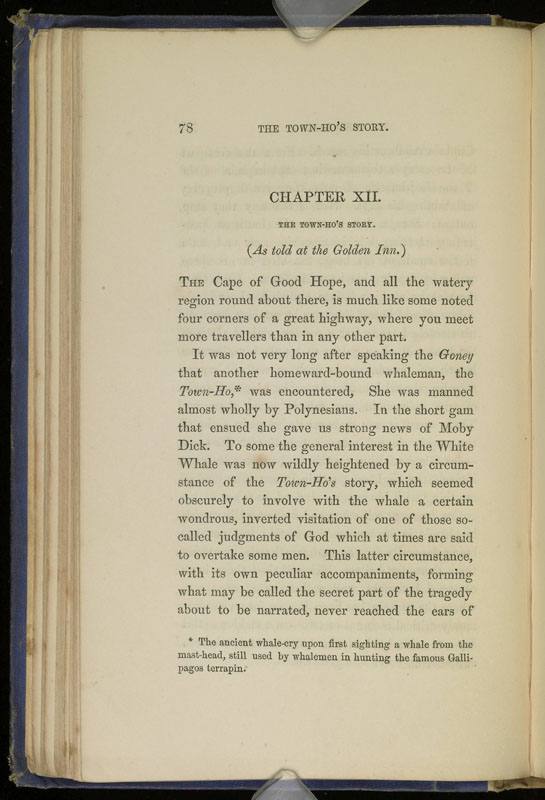 78 THE TOWN-HO'S STORY.
CHAPTER XII.
THE TOWN-HO'S STORY.
(As told at the Golden Inn.)
THE Cape of Good Hope, and all the watery
region round about there, is much like some noted
four corners of a great highway, where you meet
more travellers than in any other part.
It was not very long after speaking the Goney
that another homeward-bound whaleman, the
Town-Ho,* was encountered, She was manned
almost wholly by Polynesians. In the short gam
that ensued she gave us strong news of Moby
Dick. To some the general interest in the White
Whale was now wildly heightened by a circum-
stance of the Town-Ho's story, which seemed
obscurely to involve with the whale a certain
wondrous, inverted visitation of one of those so-
called judgments of God which at times are said
to overtake some men. This latter circumstance,
with its own peculiar accompaniments, forming
what may be called the secret part of the tragedy
about to be narrated, never reached the ears of
* The ancient whale-cry upon first sighting a whale from the
mast-head, still used by whalemen in hunting the famous Galli-
pagos terrapin.